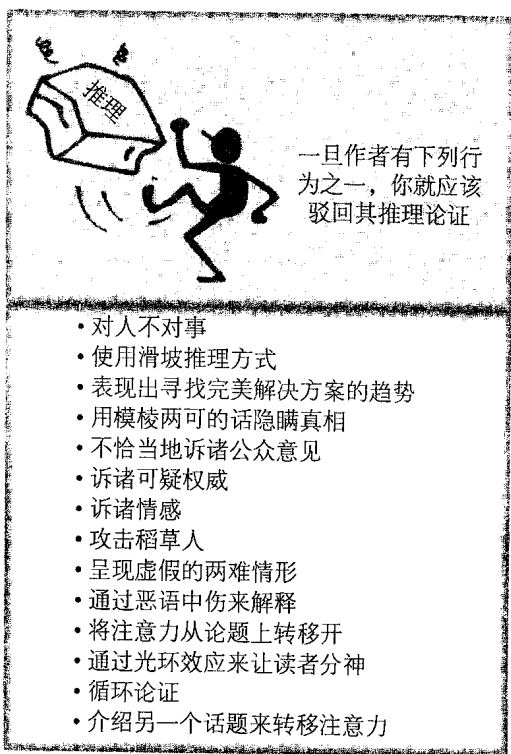 推理
一旦作者有下列行
为之一，你就应该
驳回其推理论证
·对人不对事
·使用滑坡推理方式
·表现出寻找完美解决方案的趋势
·用模棱两可的话隐瞒真相
·不恰当地诉诸公众意见
·诉诸可疑权威
·诉诸情感
·攻击稻草人
·呈现虚假的两难情形
·通过恶语中伤来解释
·将注意力从论题上转移开
·通过光环效应来让读者分神
·循环论证
·介绍另一个话题来转移注意力